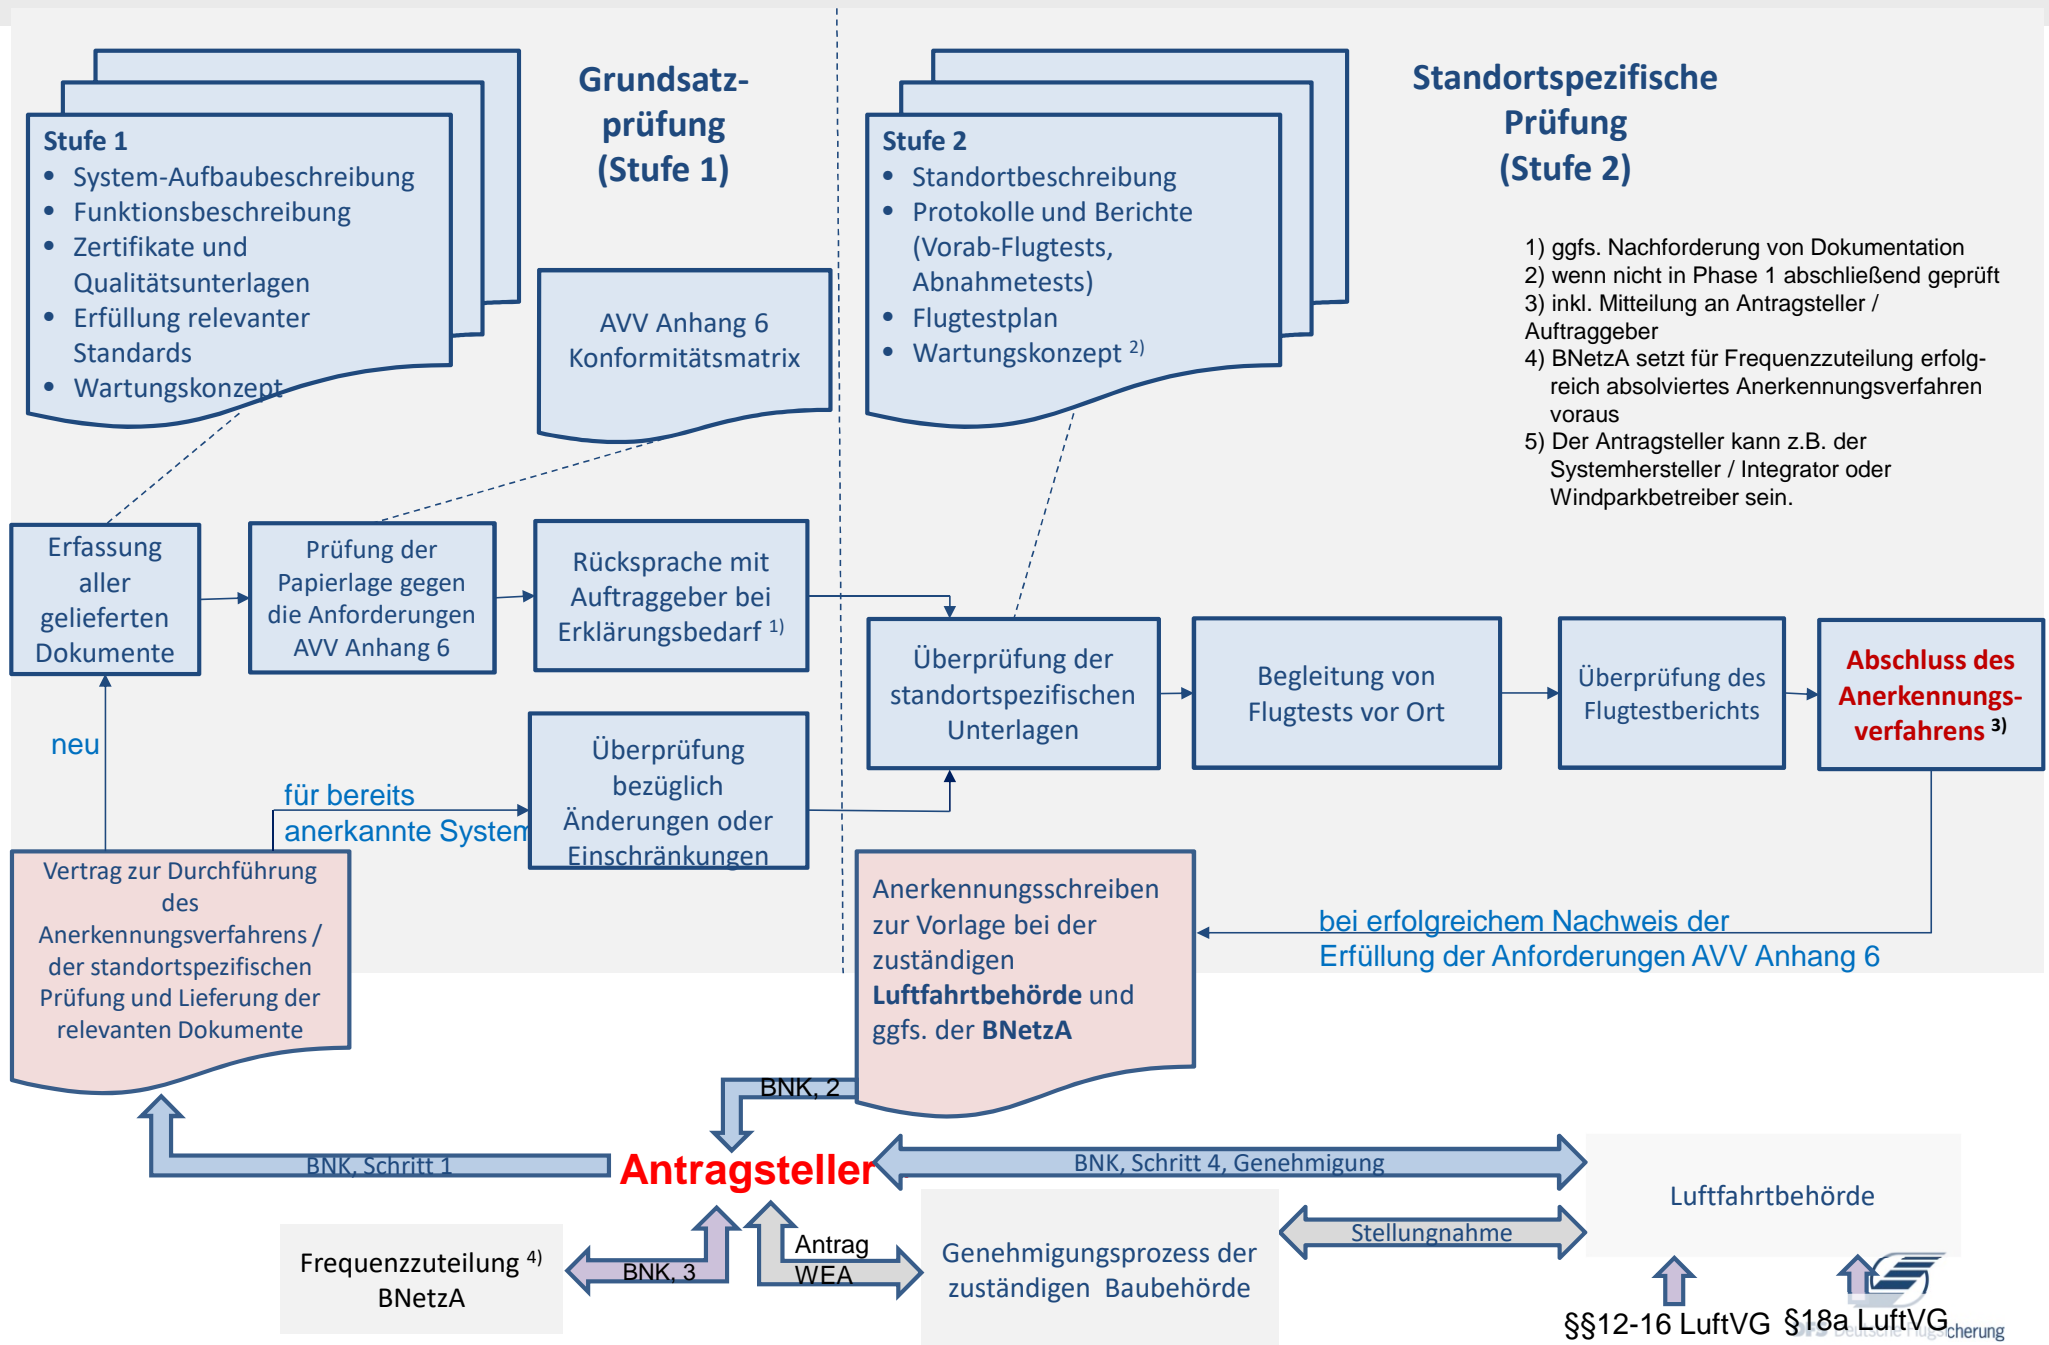 Grundsatz-
prüfung
(Stufe 1)
Standortspezifische
Prüfung
(Stufe 2)
Stufe 1
• System-Aufbaubeschreibung
• Funktionsbeschreibung
• Zertifikate und
Qualitätsunterlagen
• Erfüllung relevanter
Standards
• Wartungskonzept
AVV Anhang 6
Konformitätsmatrix
Stufe 2
• Standortbeschreibung
• Protokolle und Berichte
(Vorab-Flugtests,
Abnahmetests)
• Flugtestplan
• Wartungskonzept 2)
1) ggfs. Nachforderung von Dokumentation
2) wenn nicht in Phase 1 abschließend geprüft
3) inkl. Mitteilung an Antragsteller /
Auftraggeber
4) BNetzA setzt für Frequenzzuteilung erfolg-
reich absolviertes Anerkennungsverfahren
voraus
5) Der Antragsteller kann z.B. der
Systemhersteller / Integrator oder
Windparkbetreiber sein.
Erfassung
aller
gelieferten
Dokumente
Prüfung der
Papierlage gegen
die Anforderungen
AVV Anhang 6
Rücksprache mit
Auftraggeber bei
Erklärungsbedarf 1)
Überprüfung der
standortspezifischen
Unterlagen
Begleitung von
Flugtests vor Ort
Überprüfung des
Flugtestberichts
Abschluss des
Anerkennungs-
verfahrens 3)
neu
für bereits
anerkannte System
Überprüfung
bezüglich
Änderungen oder
Einschränkungen
Vertrag zur Durchführung
des
Anerkennungsverfahrens /
der standortspezifischen
Prüfung und Lieferung der
relevanten Dokumente
Anerkennungsschreiben
zur Vorlage bei der
zuständigen
Luftfahrtbehörde und
ggfs. der BNetzA
bei erfolgreichem Nachweis der
Erfüllung der Anforderungen AVV Anhang 6
BNK, 2
BNK, Schritt 1
Antragsteller
BNK, Schritt 4, Genehmigung
Luftfahrtbehörde
Stellungnahme
Frequenzzuteilung 4)
BNetzA
BNK, 3
Antrag
WEA
Genehmigungsprozess der
zuständigen Baubehörde
§§12-16 LuftVG
§18a LuftVG
DFS Deutsche Flugsicherung